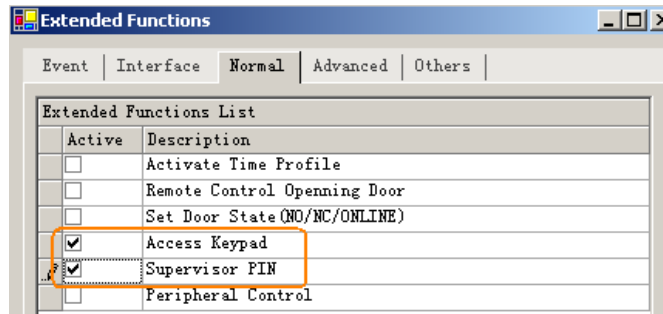 Extended Functions
Event Interface Normal Advanced Others
Extended Functions List
Active Description
Activate Time Profile
Remote Control Openning Door
Set Door State(NO/NC/ONLINE)
Access Keypad
Supervisor PIN
Peripheral Control